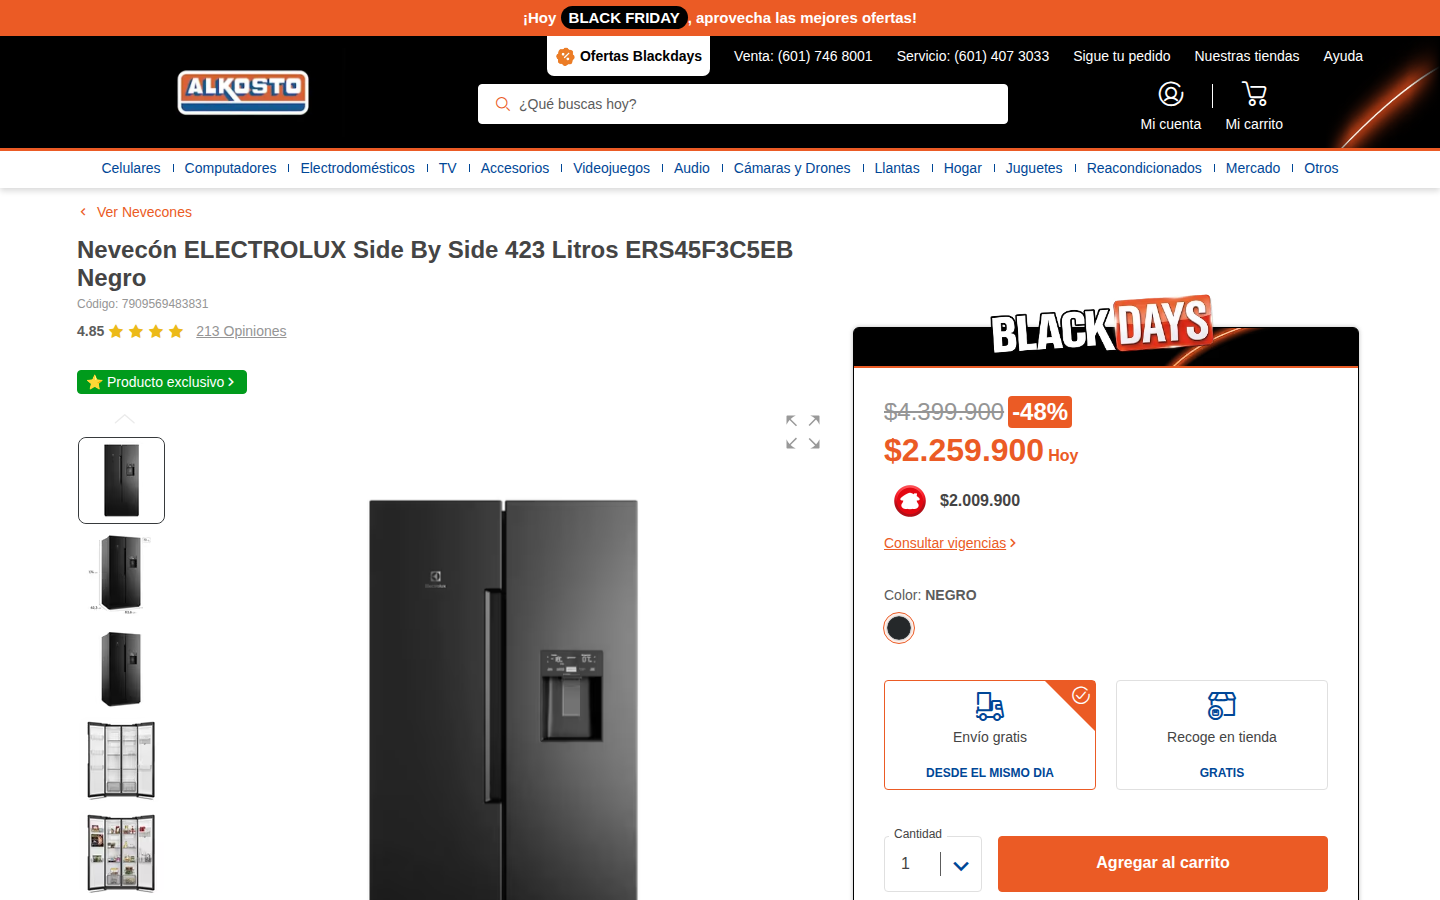 ¡Hoy BLACK FRIDAY, aprovecha las mejores ofertas!
Ofertas Blackdays
Venta: (601) 746 8001
Servicio: (601) 407 3033
Sigue tu pedido
Nuestras tiendas
Ayuda
ALKOSTO
¿Qué buscas hoy?
Mi cuenta
Mi carrito
Celulares
Computadores
Electrodomésticos
TV
Accesorios
Videojuegos
Audio
Cámaras y Drones
Llantas
Hogar
Juguetes
Reacondicionados
Mercado
Otros
Ver Nevecones
Nevecón ELECTROLUX Side By Side 423 Litros ERS45F3C5EB
Negro
Código: 7909569483831
4.85
213 Opiniones
Producto exclusivo
BLACKDAYS
$4.399.900 -48%
$2.259.900 Hoy
$2.009.900
Consultar vigencias
Color: NEGRO
Envío gratis
DESDE EL MISMO DIA
Recoge en tienda
GRATIS
Cantidad
1
Agregar al carrito